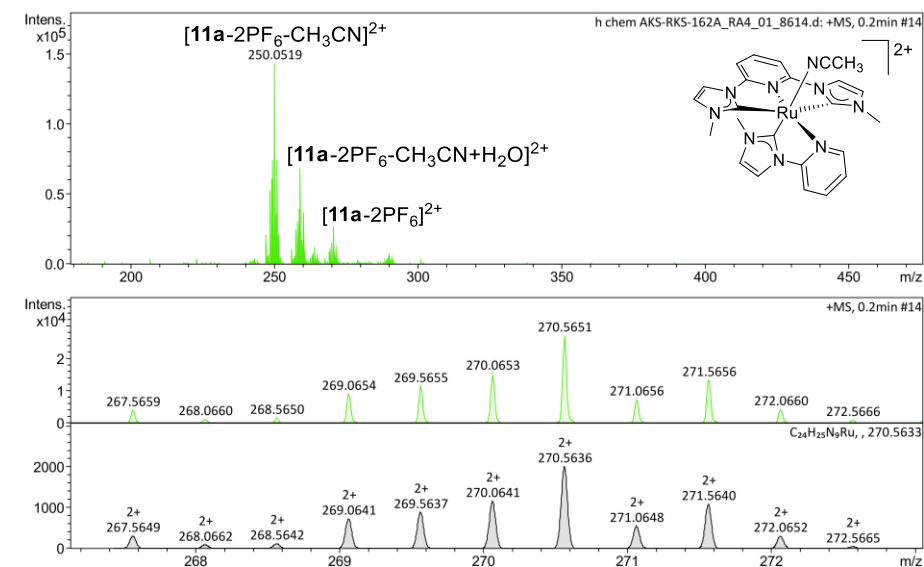 Intens.
x10⁵
h chem AKS-RKS-162A_RA4_01_8614.d: +MS, 0.2min #14
[11a-2PF₆-CH₃CN]²⁺
250.0519
1.5
1.0
0.5
0.0
[11a-2PF₆-CH₃CN+H₂O]²⁺
[11a-2PF₆]²⁺
2+
NCCH₃
N
N
N
N
N
Ru
N
N
N
200
250
300
350
400
450
m/z
Intens.
x10⁴
+MS, 0.2min #14
2
1
0
267.5659
268.0660
268.5650
269.0654
269.5655
270.0653
270.5651
271.0656
271.5656
272.0660
272.5666
C₂₄H₂₅N₉Ru, , 270.5633
2000
1000
0
2+
267.5649
2+
268.0662
2+
268.5642
2+
269.0641
2+
269.5637
2+
270.0641
2+
270.5636
2+
271.0648
2+
271.5640
2+
272.0652
2+
272.5665
268
269
270
271
272
m/z